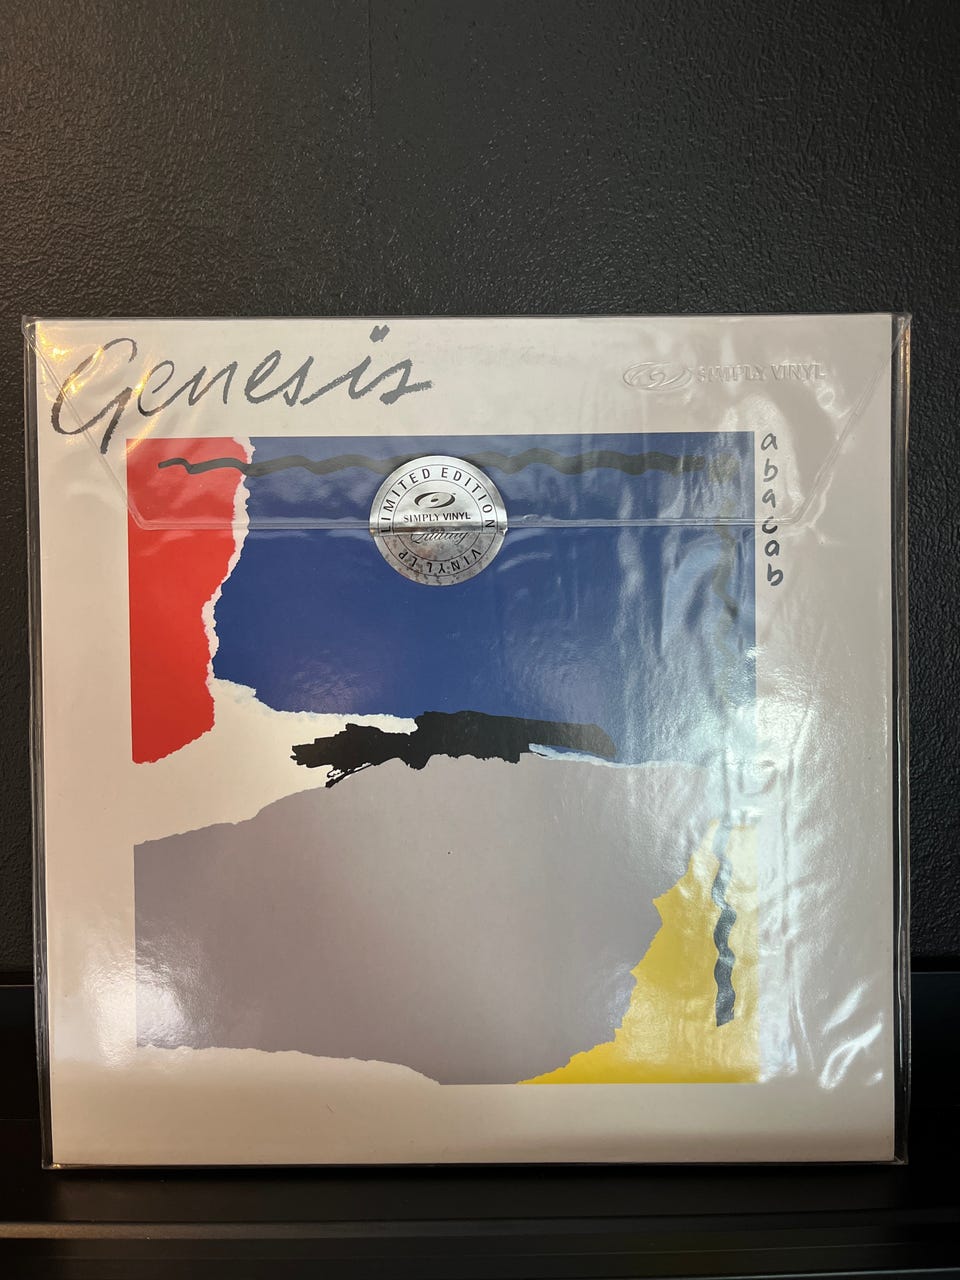 Genesis
SIMPLY VINYL
abacab
LIMITED EDITION
SIMPLY VINYL
Quality
VINYL LP